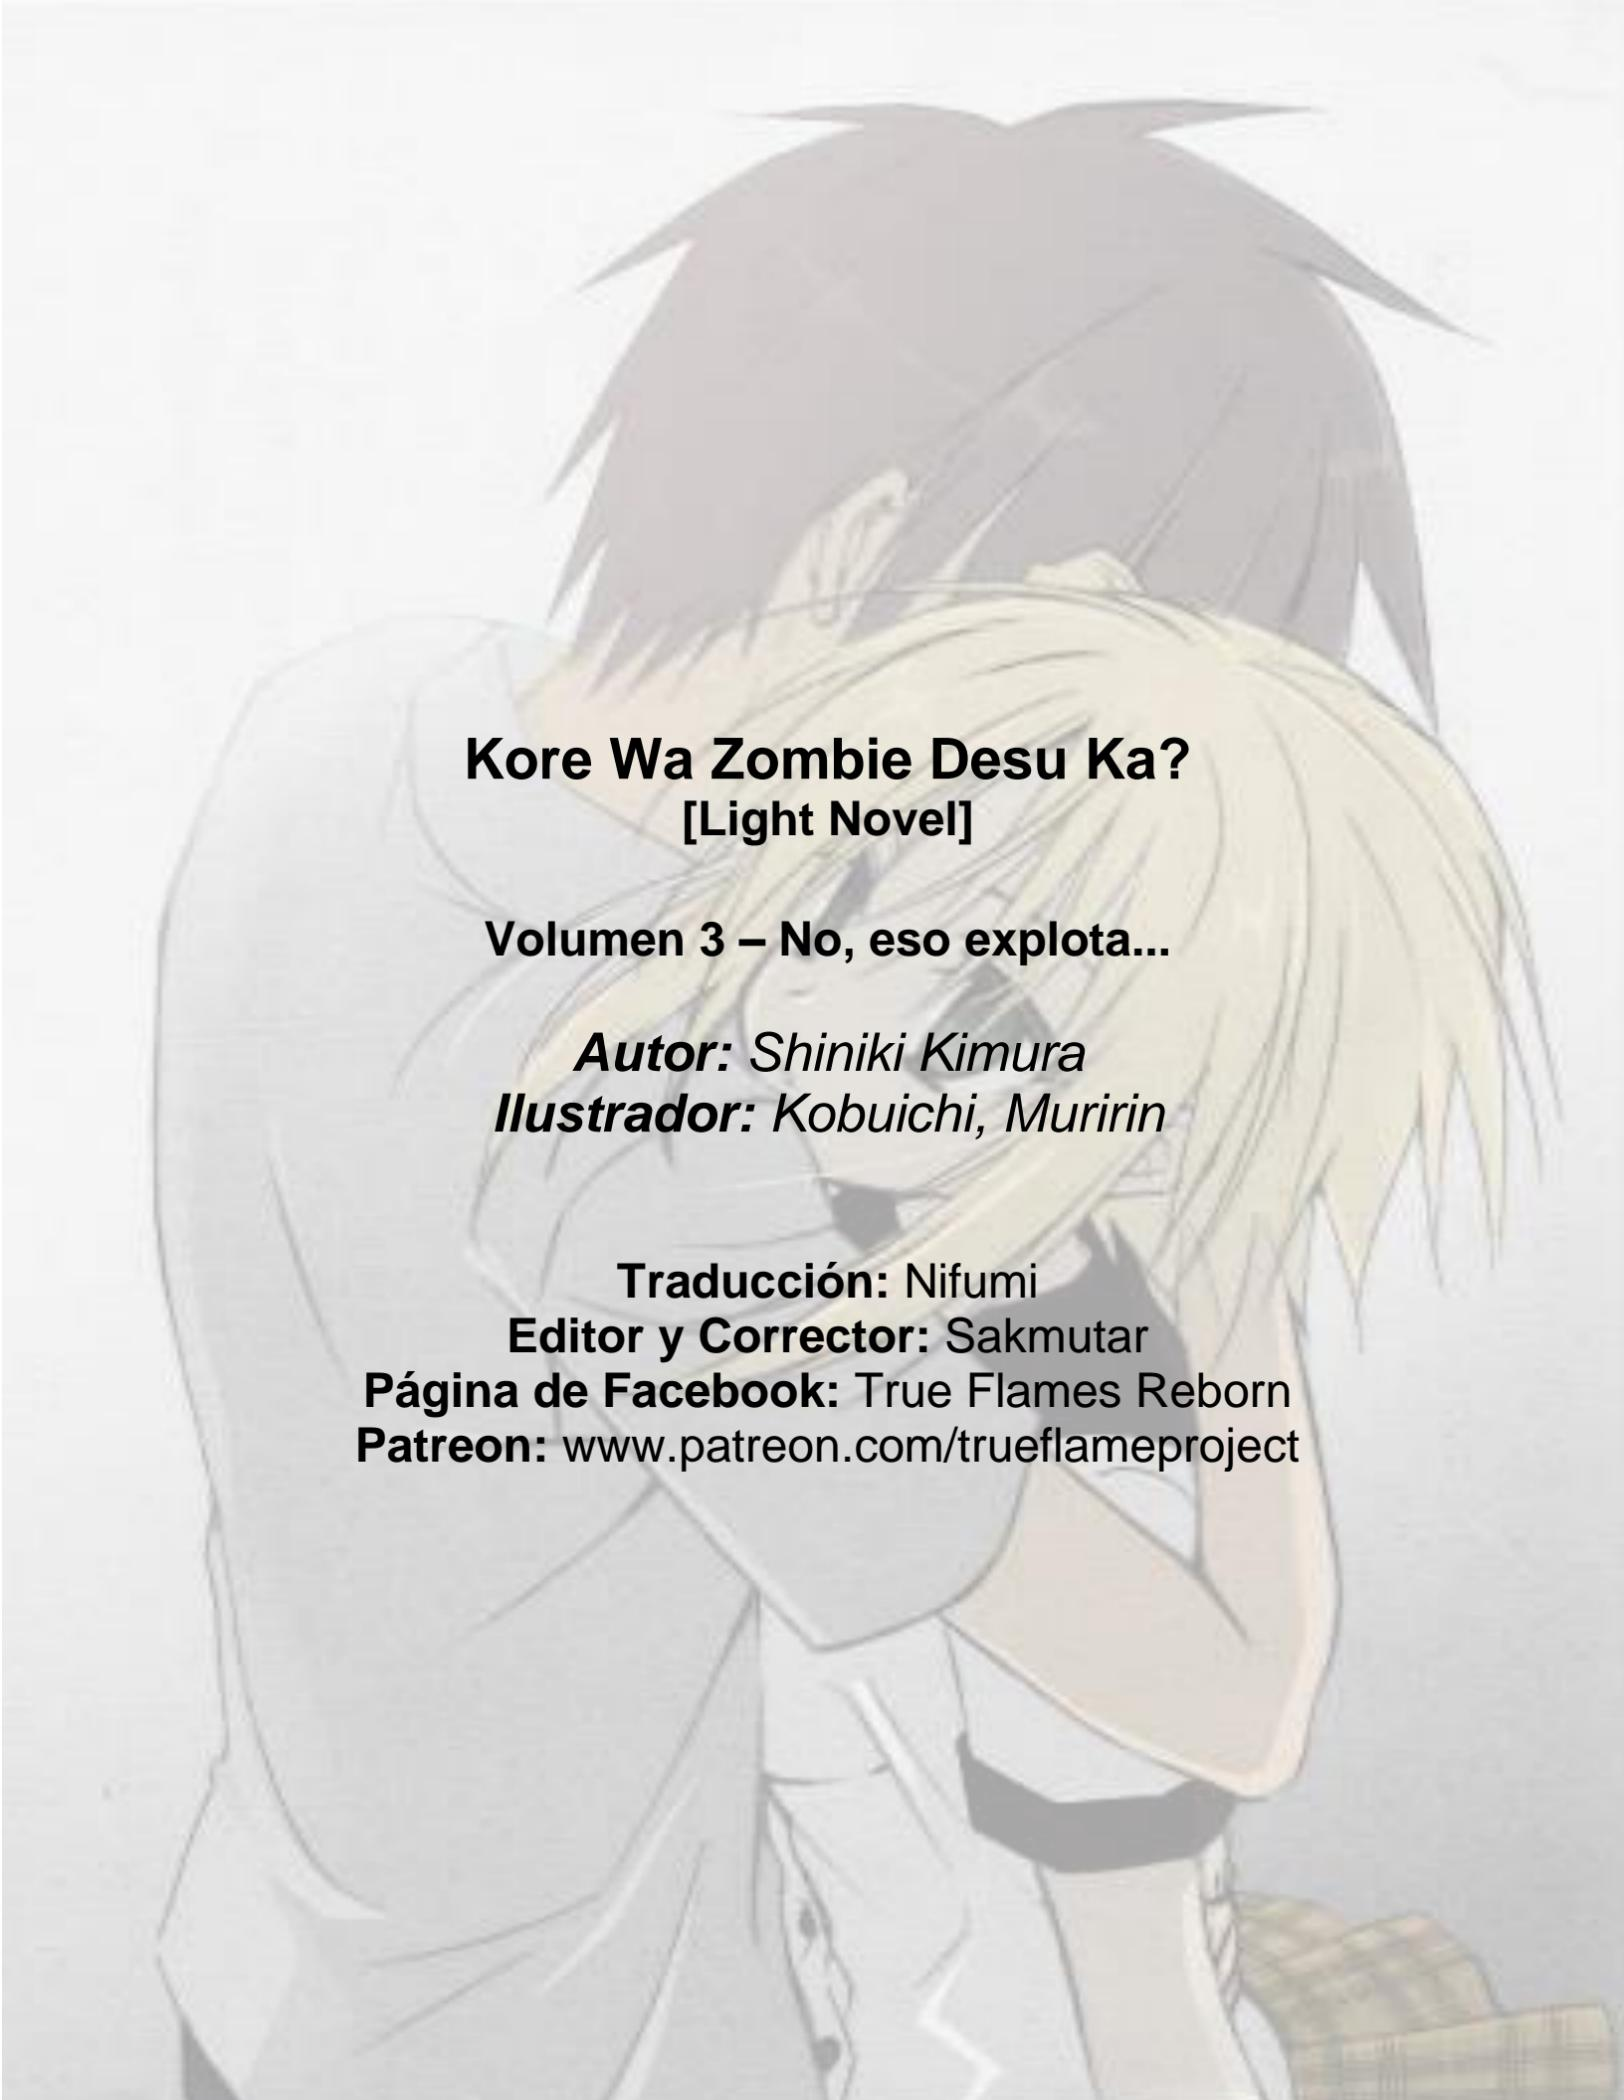 Kore Wa Zombie Desu Ka?
[Light Novel]
Volumen 3 – No, eso explota...
Autor: Shiniki Kimura
Ilustrador: Kobuichi, Muririn
Traducción: Nifumi
Editor y Corrector: Sakmutar
Página de Facebook: True Flames Reborn
Patreon: www.patreon.com/trueflameproject